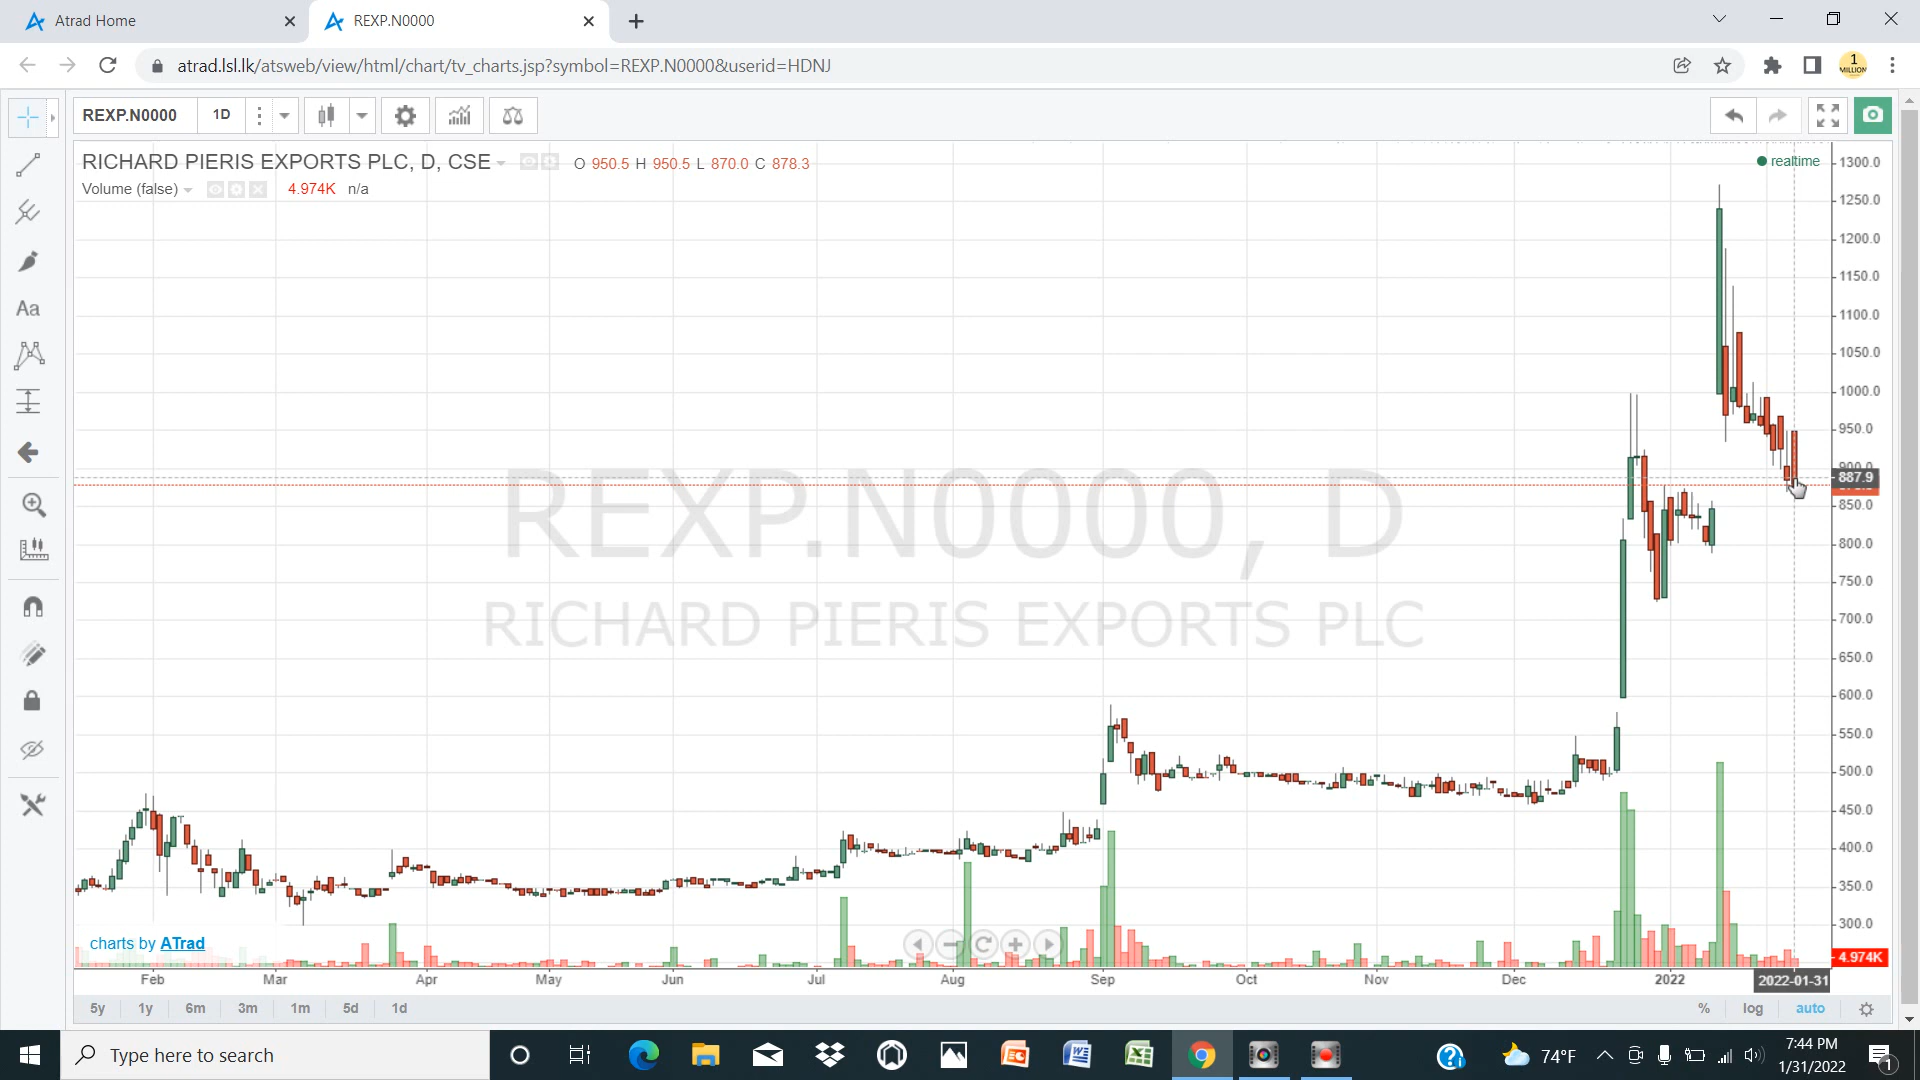 Atrad Home
REXP.N0000
atrad.lsl.lk/atsweb/view/html/chart/tv_charts.jsp?symbol=REXP.N0000&userid=HDNJ
1 MILLION
REXP.N0000 1D
RICHARD PIERIS EXPORTS PLC, D, CSE O 950.5 H 950.5 L 870.0 C 878.3
realtime
Volume (false) 4.974K n/a
Aa
1300.0
1250.0
1200.0
1150.0
1100.0
1050.0
1000.0
950.0
900.0
887.9
850.0
800.0
750.0
700.0
650.0
600.0
550.0
500.0
450.0
400.0
350.0
300.0
4.974K
REXP.N0000, D
RICHARD PIERIS EXPORTS PLC
charts by ATrad
Feb Mar Apr May Jun Jul Aug Sep Oct Nov Dec 2022 2022-01-31
5y 1y 6m 3m 1m 5d 1d % log auto
Type here to search
74°F
7:44 PM
1/31/2022
1